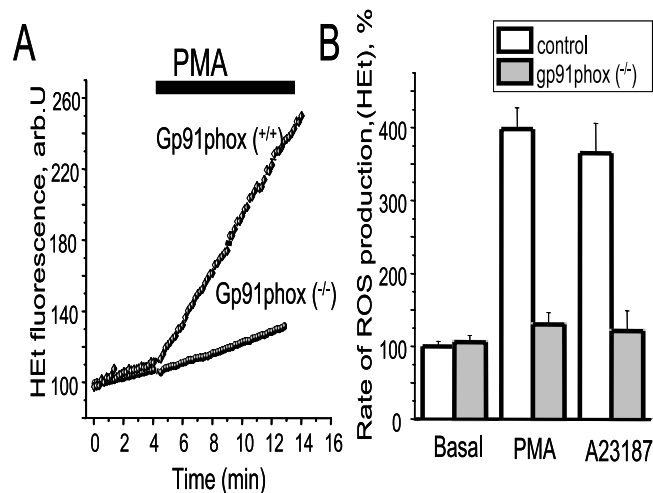 A
PMA
HEt fluorescence, arb.U
260
220
180
140
100
Gp91phox (+/+)
Gp91phox (-/-)
0 2 4 6 8 10 12 14 16
Time (min)
B
control
gp91phox (-/-)
Rate of ROS production,(HEt), %
400
300
200
100
0
Basal PMA A23187